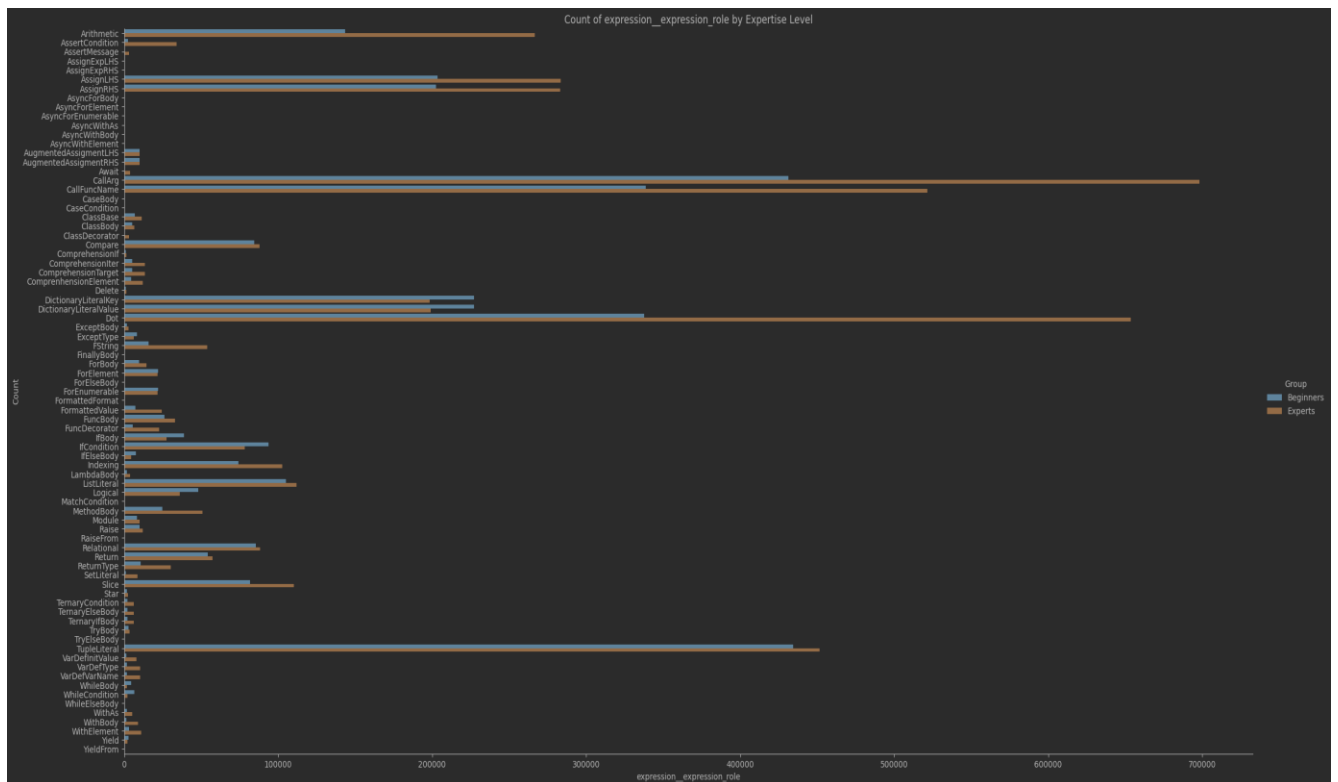 Count of expression__expression_role by Expertise Level
Arithmetic
AssertCondition
AssertMessage
AssignExpLHS
AssignExpRHS
AssignLHS
AssignRHS
AsyncForBody
AsyncForElement
AsyncForEnumerable
AsyncWithAs
AsyncWithBody
AsyncWithElement
AugmentedAssigmentLHS
AugmentedAssigmentRHS
Await
CallArg
CallFuncName
CaseBody
CaseCondition
ClassBase
ClassBody
ClassDecorator
Compare
ComprehensionIf
ComprehensionIter
ComprehensionTarget
ComprenhensionElement
Delete
DictionaryLiteralKey
DictionaryLiteralValue
Dot
ExceptBody
ExceptType
FString
FinallyBody
ForBody
ForElement
ForElseBody
ForEnumerable
FormattedFormat
FormattedValue
FuncBody
FuncDecorator
IfBody
IfCondition
IfElseBody
Indexing
LambdaBody
ListLiteral
Logical
MatchCondition
MethodBody
Module
Raise
RaiseFrom
Relational
Return
ReturnType
SetLiteral
Slice
Star
TernaryCondition
TernaryElseBody
TernaryIfBody
TryBody
TryElseBody
TupleLiteral
VarDefInitValue
VarDefType
VarDefVarName
WhileBody
WhileCondition
WhileElseBody
WithAs
WithBody
WithElement
Yield
YieldFrom
Count
0 100000 200000 300000 400000 500000 600000 700000
expression__expression_role
Group
Beginners
Experts